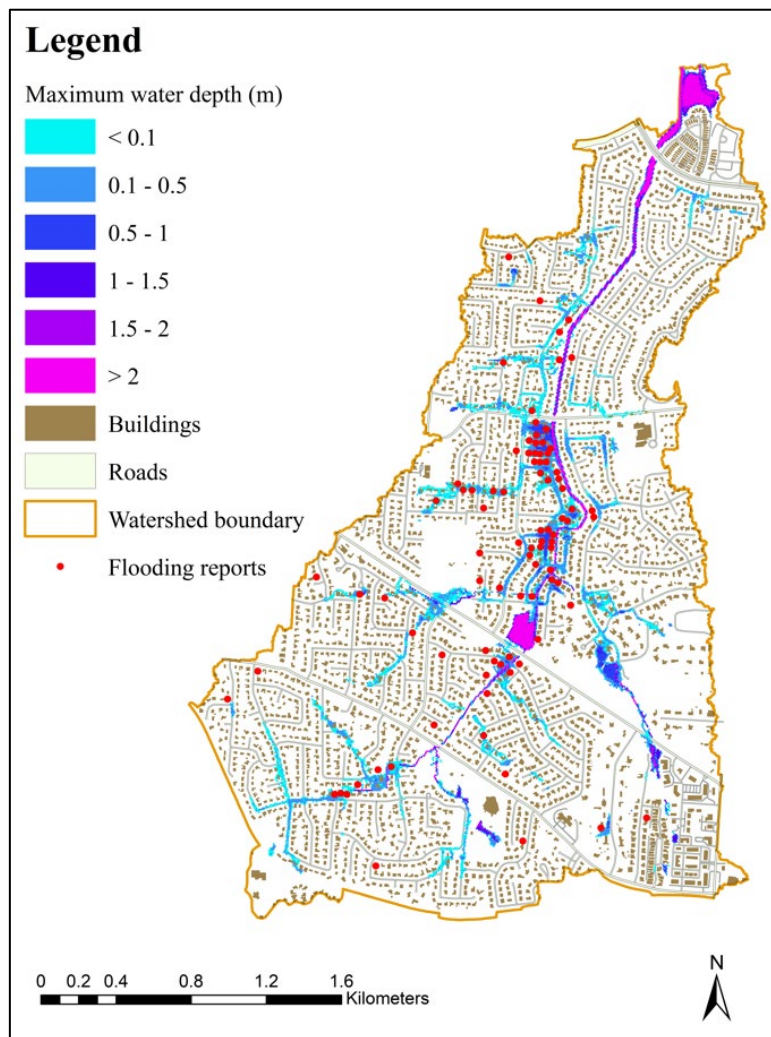 Legend
Maximum water depth (m)
< 0.1
0.1 - 0.5
0.5 - 1
1 - 1.5
1.5 - 2
> 2
Buildings
Roads
Watershed boundary
Flooding reports
N
0 0.2 0.4 0.8 1.2 1.6
Kilometers